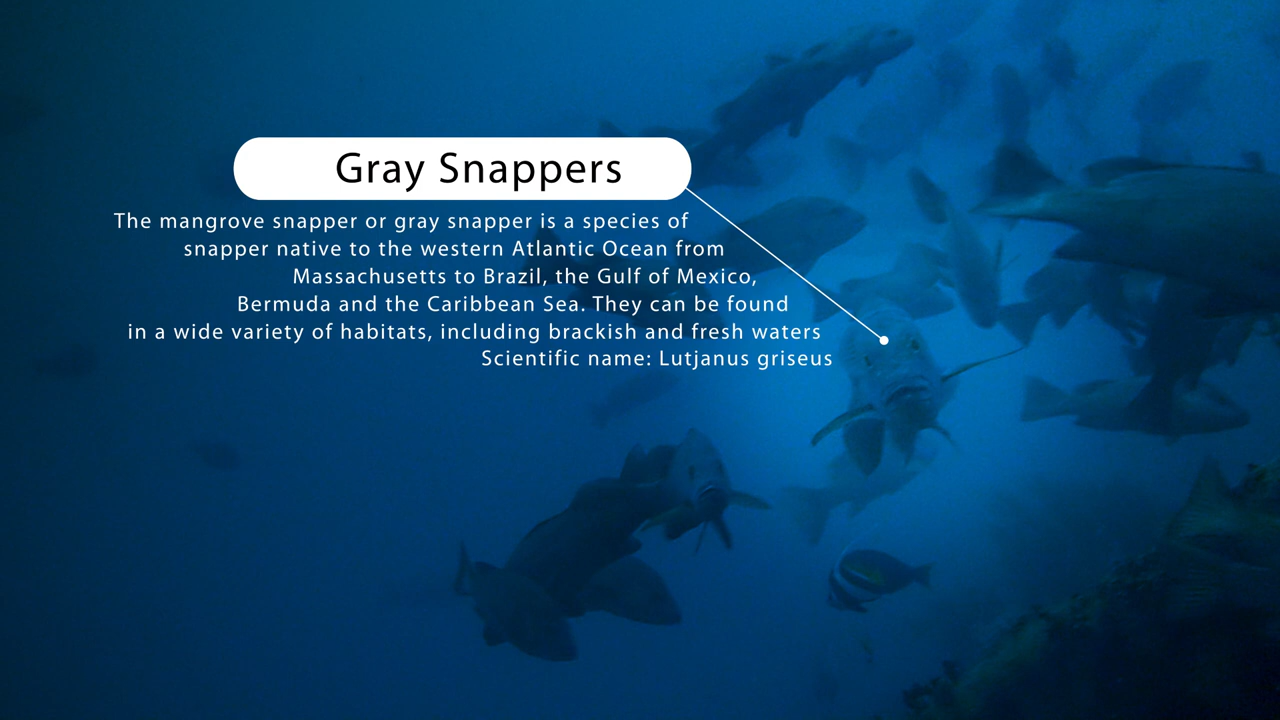 Gray Snappers
The mangrove snapper or gray snapper is a species of
snapper native to the western Atlantic Ocean from
Massachusetts to Brazil, the Gulf of Mexico,
Bermuda and the Caribbean Sea. They can be found
in a wide variety of habitats, including brackish and fresh waters
Scientific name: Lutjanus griseus